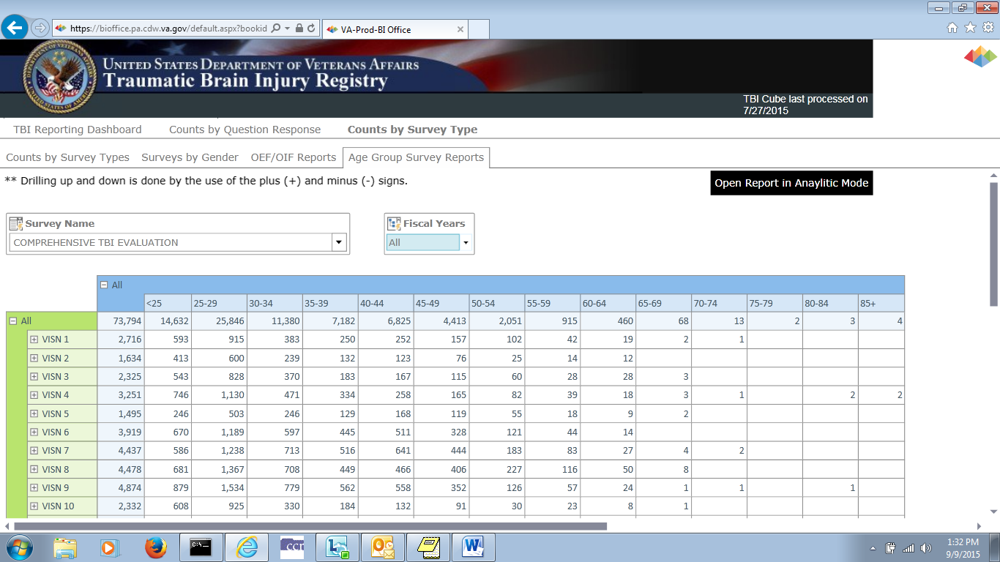 https://bioffice.pa.cdw.va.gov/default.aspx?bookid
VA-Prod-BI Office
UNITED STATES DEPARTMENT OF VETERANS AFFAIRS
Traumatic Brain Injury Registry
TBI Cube last processed on
7/27/2015
TBI Reporting Dashboard Counts by Question Response Counts by Survey Type
Counts by Survey Types Surveys by Gender OEF/OIF Reports Age Group Survey Reports
** Drilling up and down is done by the use of the plus (+) and minus (-) signs.
Open Report in Anaylitic Mode
Survey Name Fiscal Years
COMPREHENSIVE TBI EVALUATION All
All
<25 25-29 30-34 35-39 40-44 45-49 50-54 55-59 60-64 65-69 70-74 75-79 80-84 85+
All 73,794 14,632 25,846 11,380 7,182 6,825 4,413 2,051 915 460 68 13 2 3 4
VISN 1 2,716 593 915 383 250 252 157 102 42 19 2 1
VISN 2 1,634 413 600 239 132 123 76 25 14 12
VISN 3 2,325 543 828 370 183 167 115 60 28 28 3
VISN 4 3,251 746 1,130 471 334 258 165 82 39 18 3 1 2 2
VISN 5 1,495 246 503 246 129 168 119 55 18 9 2
VISN 6 3,919 670 1,189 597 445 511 328 121 44 14
VISN 7 4,437 586 1,238 713 516 641 444 183 83 27 4 2
VISN 8 4,478 681 1,367 708 449 466 406 227 116 50 8
VISN 9 4,874 879 1,534 779 562 558 352 126 57 24 1 1 1
VISN 10 2,332 608 925 330 184 132 91 30 23 8 1
1:32 PM
9/9/2015